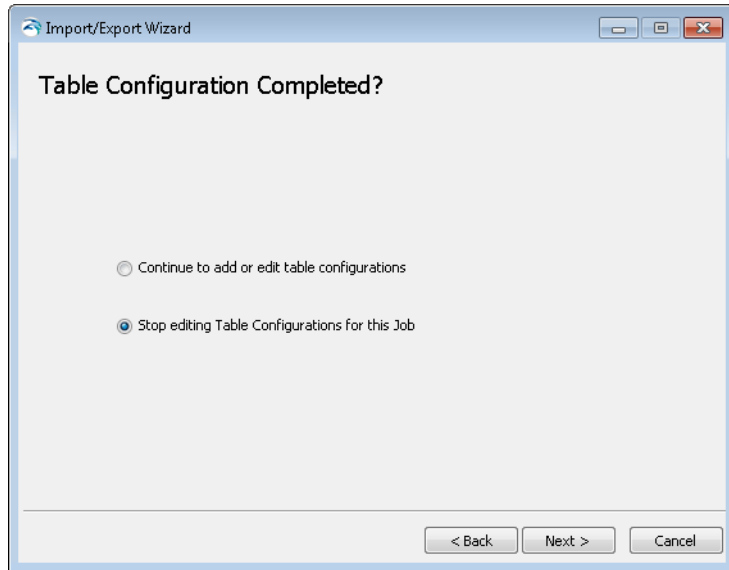 Import/Export Wizard
Table Configuration Completed?
Continue to add or edit table configurations
Stop editing Table Configurations for this Job
< Back
Next >
Cancel